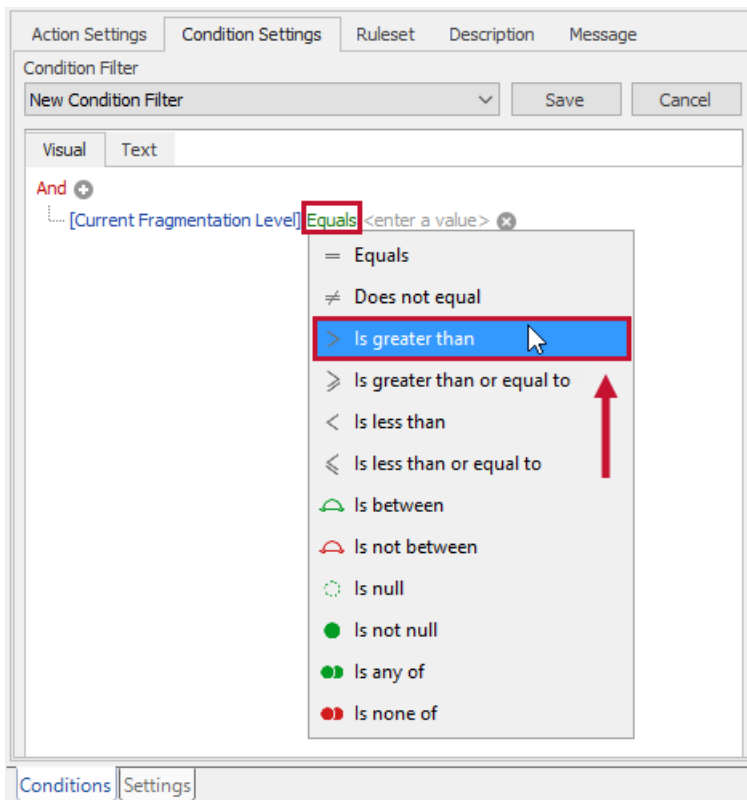 Action Settings Condition Settings Ruleset Description Message
Condition Filter
New Condition Filter Save Cancel
Visual Text
And
[Current Fragmentation Level] Equals <enter a value>
= Equals
≠ Does not equal
> Is greater than
⩾ Is greater than or equal to
< Is less than
⩽ Is less than or equal to
Is between
Is not between
Is null
Is not null
Is any of
Is none of
Conditions Settings